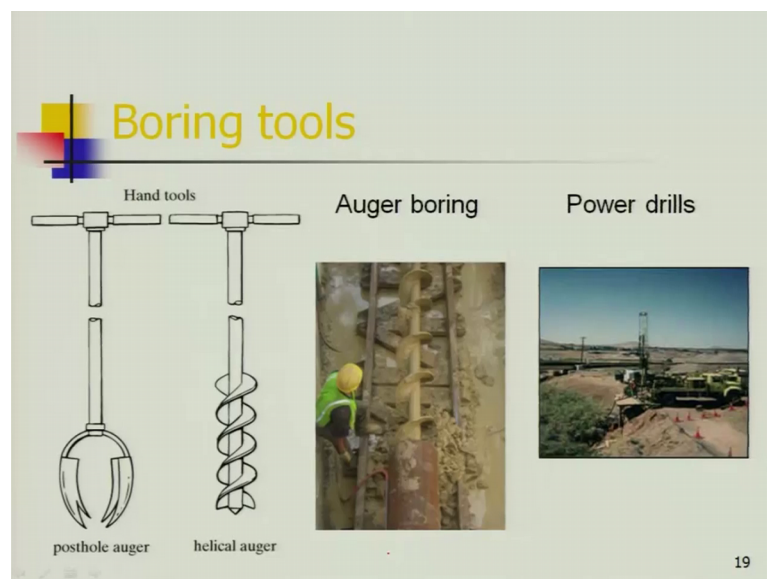 Boring tools
Hand tools
Auger boring
Power drills
posthole auger
helical auger
19